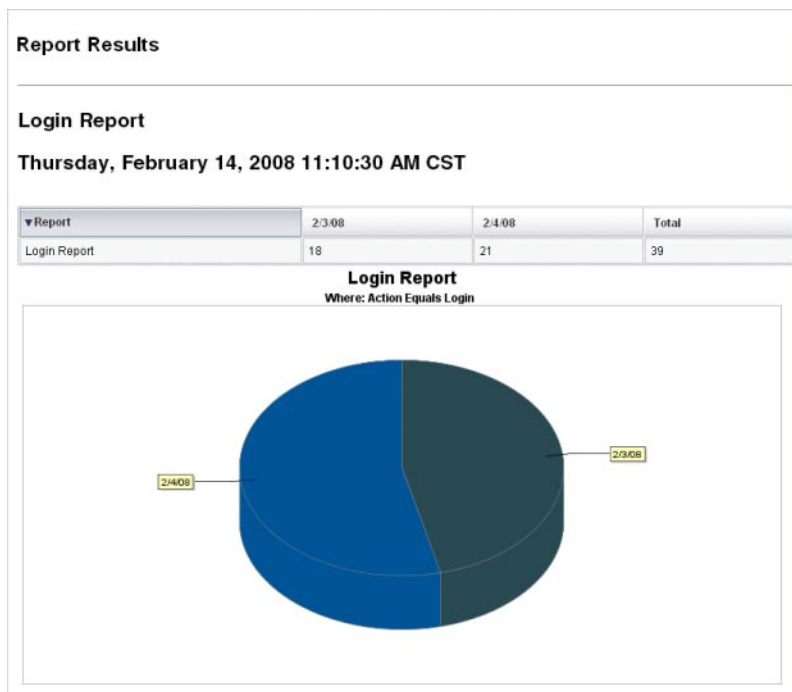 Report Results
Login Report
Thursday, February 14, 2008 11:10:30 AM CST
▼Report 2/3/08 2/4/08 Total
Login Report 18 21 39
Login Report
Where: Action Equals Login
2/3/08
2/4/08